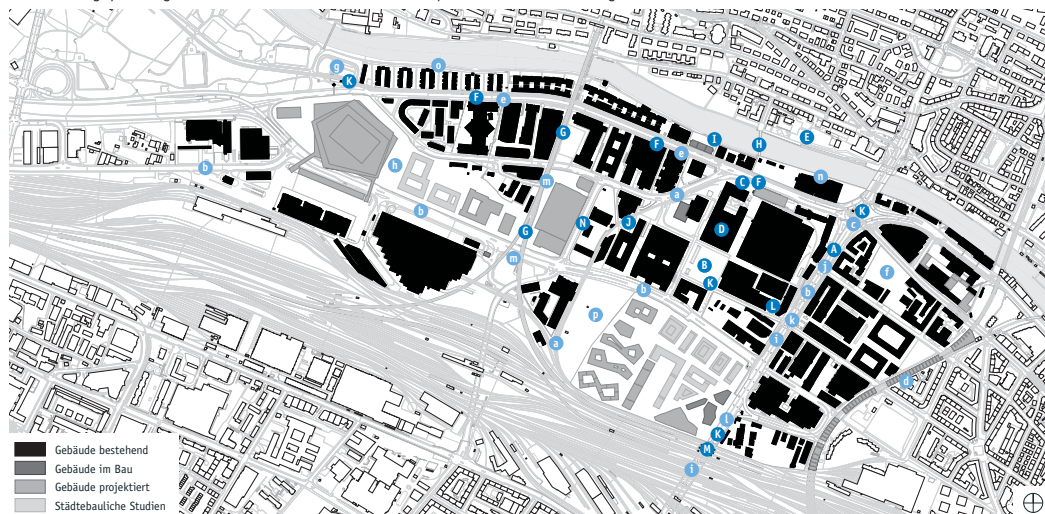 g
o
K
F
e
G
I
H
E
F
e
b
h
m
C
F
n
a
b
N
J
D
K
c
G
A
m
B
j
f
b
K
b
L
p
k
a
i
d
l
K
M
i
Gebäude bestehend
Gebäude im Bau
Gebäude projektiert
Städtebauliche Studien